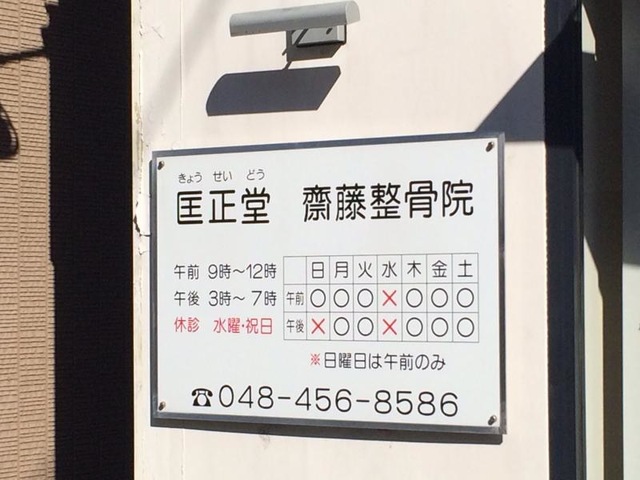 きょう せい どう
匡正堂 齋藤整骨院
午前 9時～12時
午後 3時～7時
休診 水曜・祝日
日 月 火 水 木 金 土
午前 〇 〇 〇 × 〇 〇 〇
午後 × 〇 〇 × 〇 〇 〇
※日曜日は午前のみ
☎048-456-8586